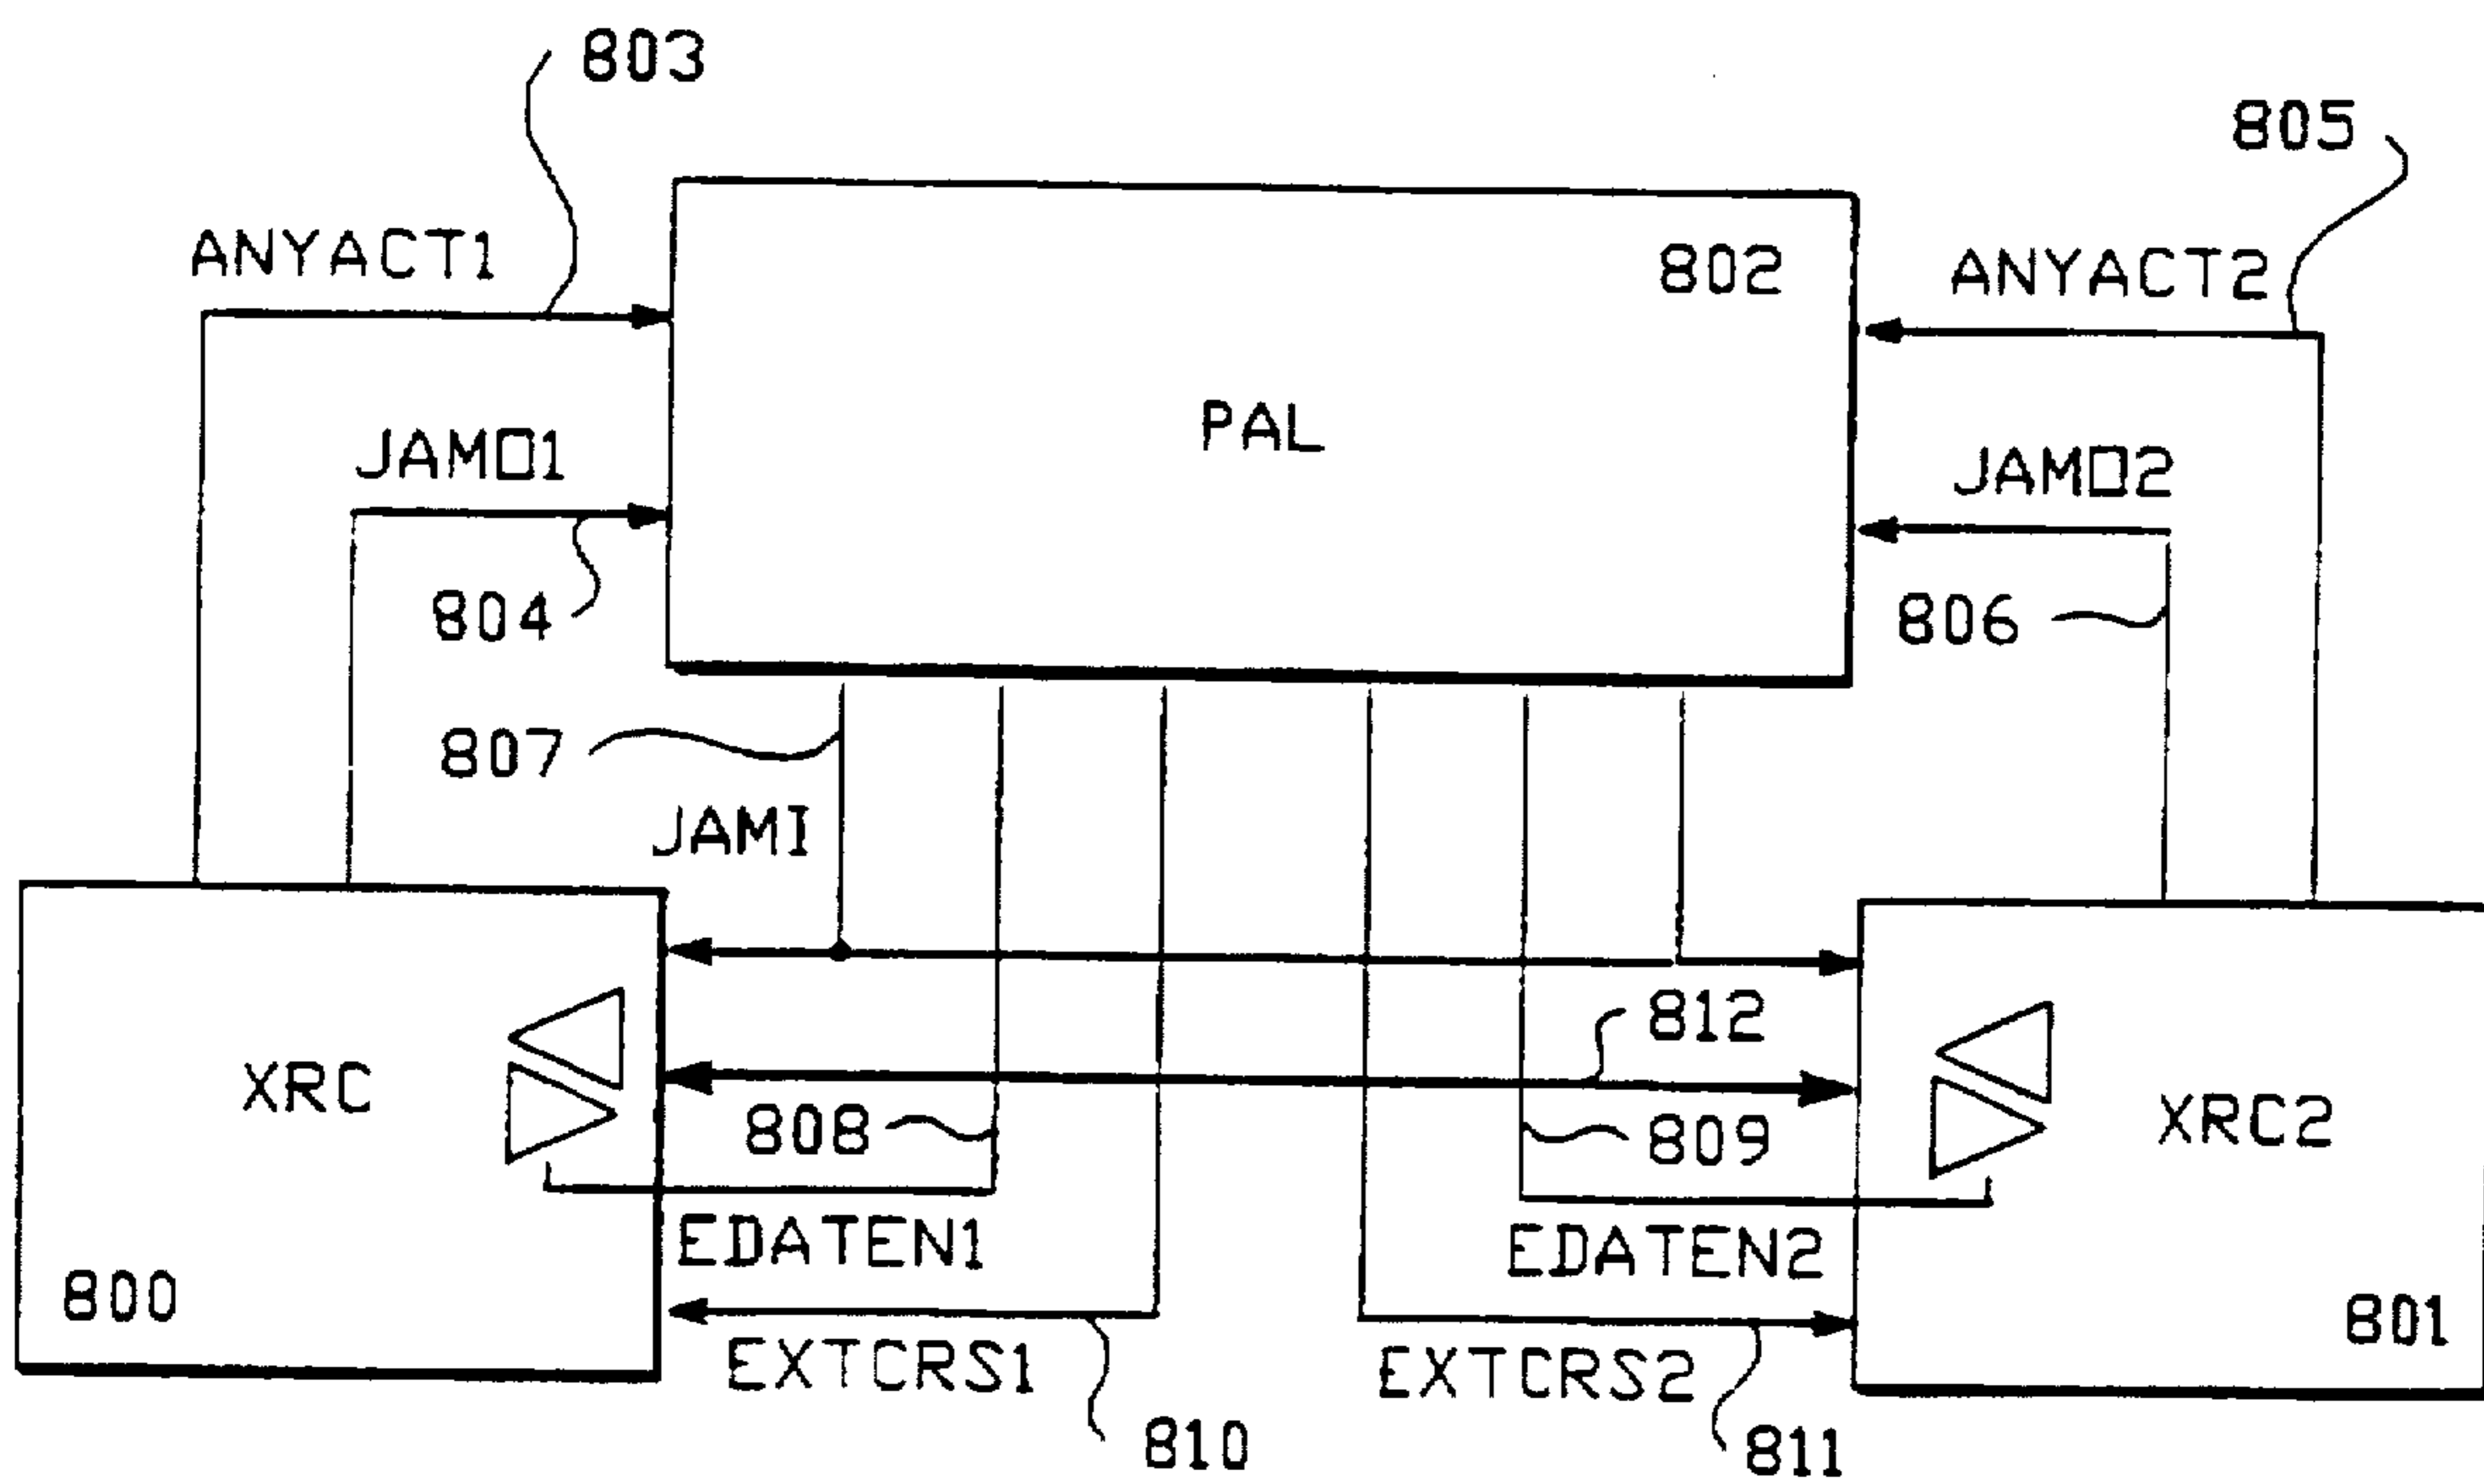 803
805
ANYACT1
802
ANYACT2
PAL
JAMO1
JAMO2
804
806
807
JAMI
812
XRC
808
809
XRC2
EDATEN1
EDATEN2
800
801
EXTCRS1
EXTCRS2
810
811